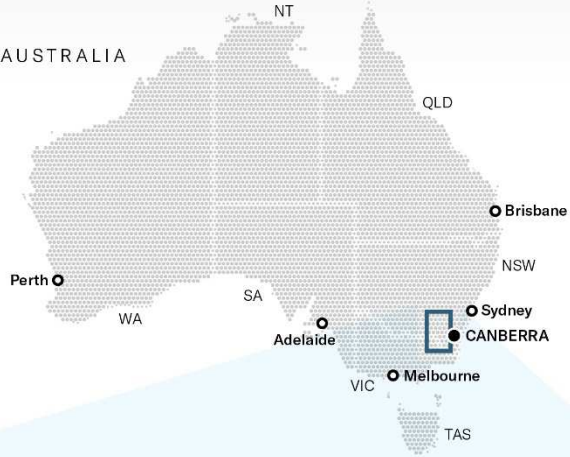 NT
AUSTRALIA
QLD
Brisbane
NSW
Perth
SA
WA
Sydney
Adelaide
CANBERRA
VIC
Melbourne
TAS